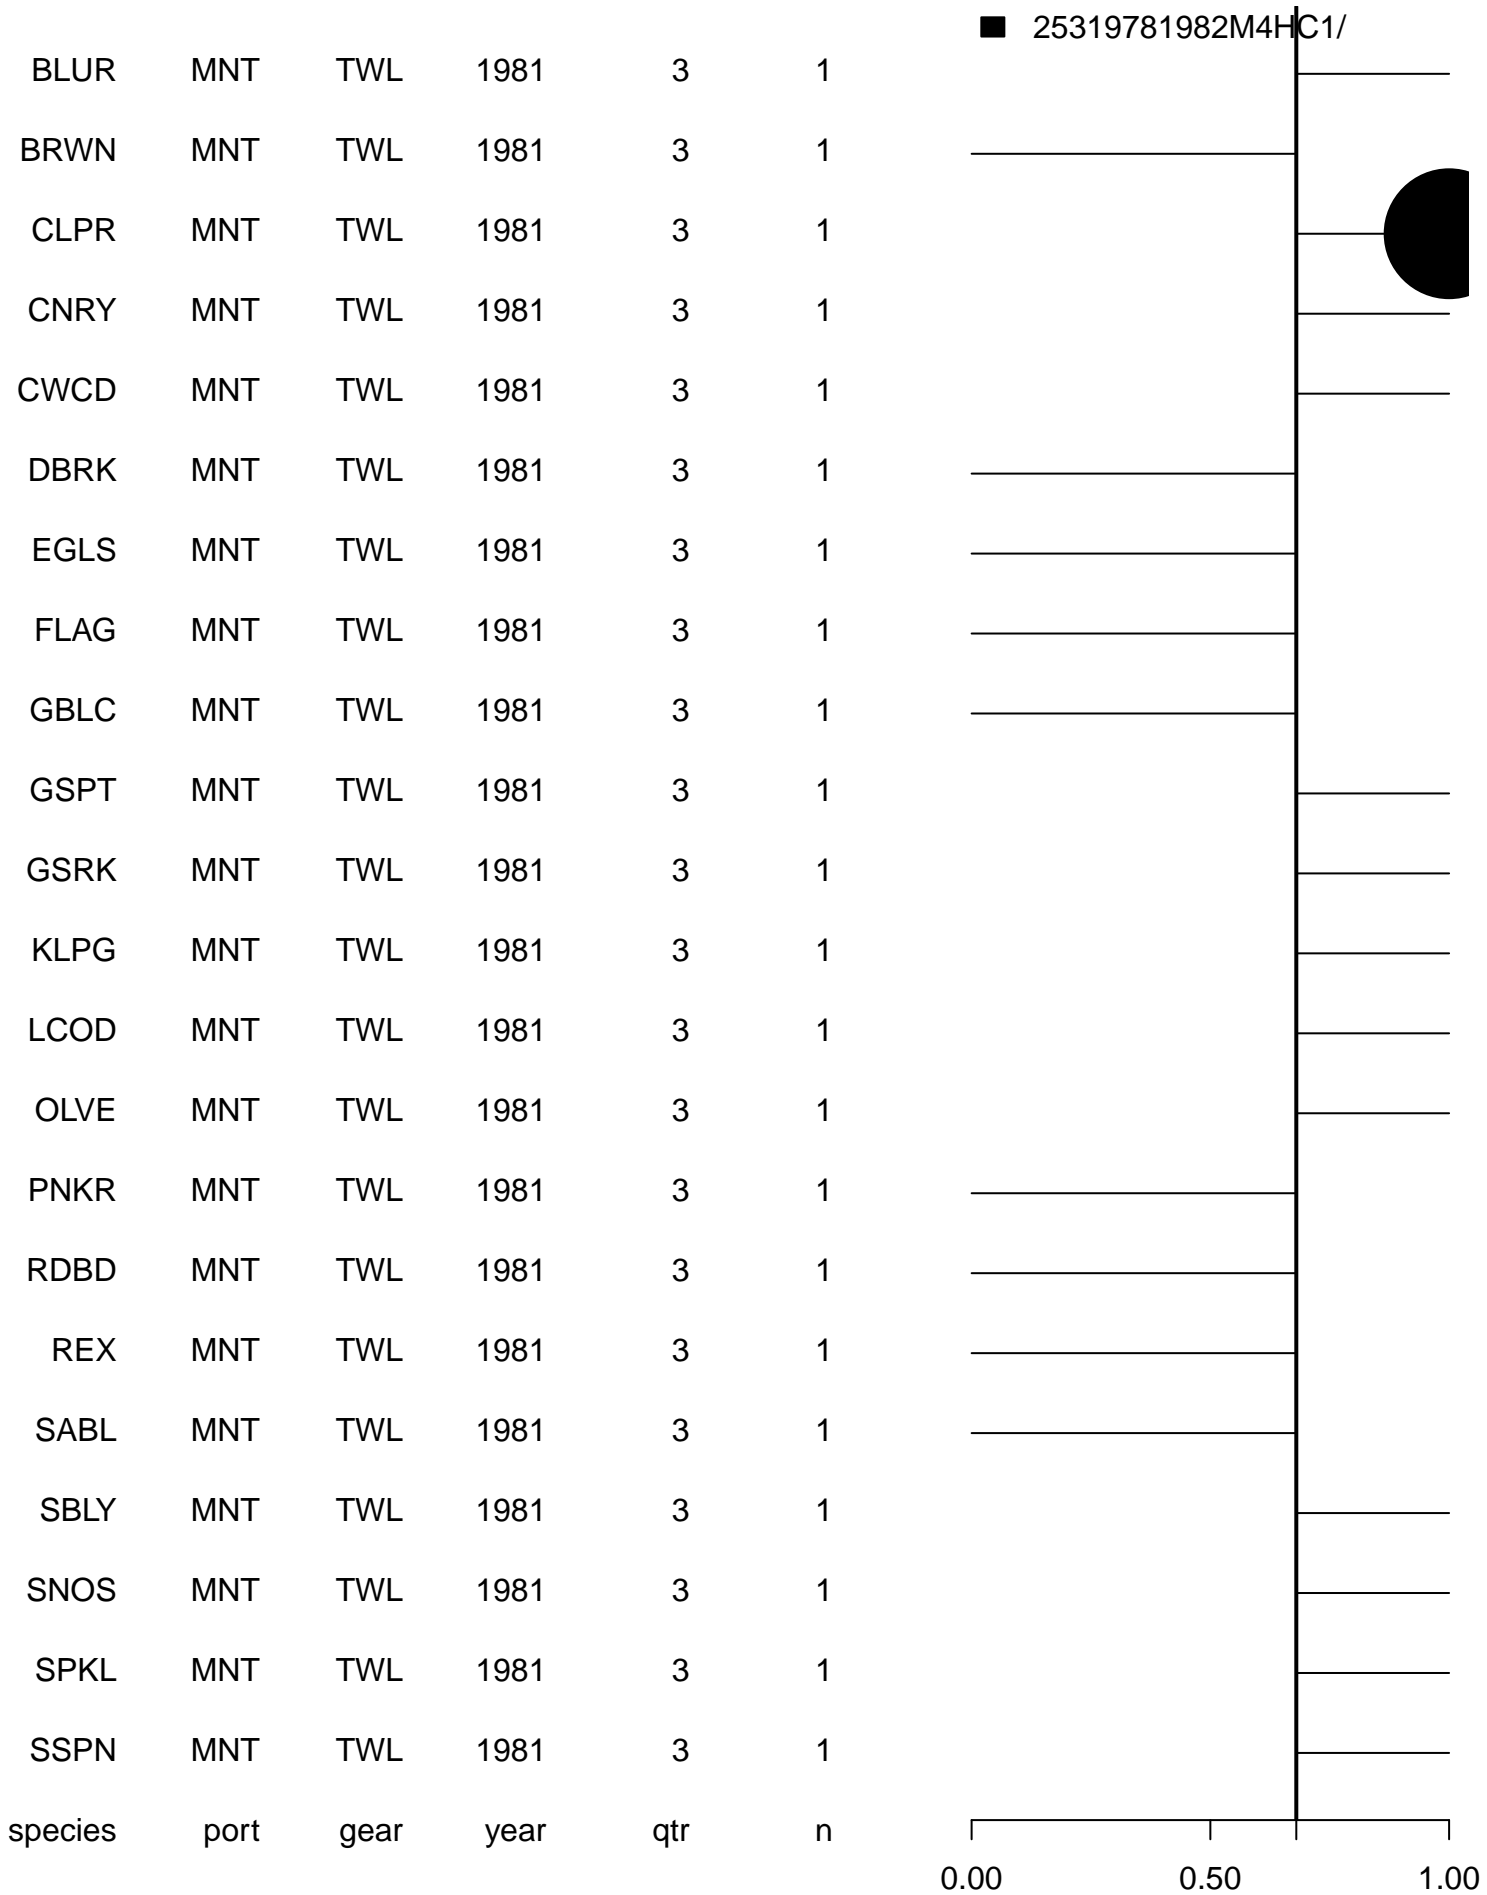 25319781982M4HC1/
BLUR MNT TWL 1981 3 1
BRWN MNT TWL 1981 3 1
CLPR MNT TWL 1981 3 1
CNRY MNT TWL 1981 3 1
CWCD MNT TWL 1981 3 1
DBRK MNT TWL 1981 3 1
EGLS MNT TWL 1981 3 1
FLAG MNT TWL 1981 3 1
GBLC MNT TWL 1981 3 1
GSPT MNT TWL 1981 3 1
GSRK MNT TWL 1981 3 1
KLPG MNT TWL 1981 3 1
LCOD MNT TWL 1981 3 1
OLVE MNT TWL 1981 3 1
PNKR MNT TWL 1981 3 1
RDBD MNT TWL 1981 3 1
REX MNT TWL 1981 3 1
SABL MNT TWL 1981 3 1
SBLY MNT TWL 1981 3 1
SNOS MNT TWL 1981 3 1
SPKL MNT TWL 1981 3 1
SSPN MNT TWL 1981 3 1
species port gear year qtr n
0.00 0.50 1.00